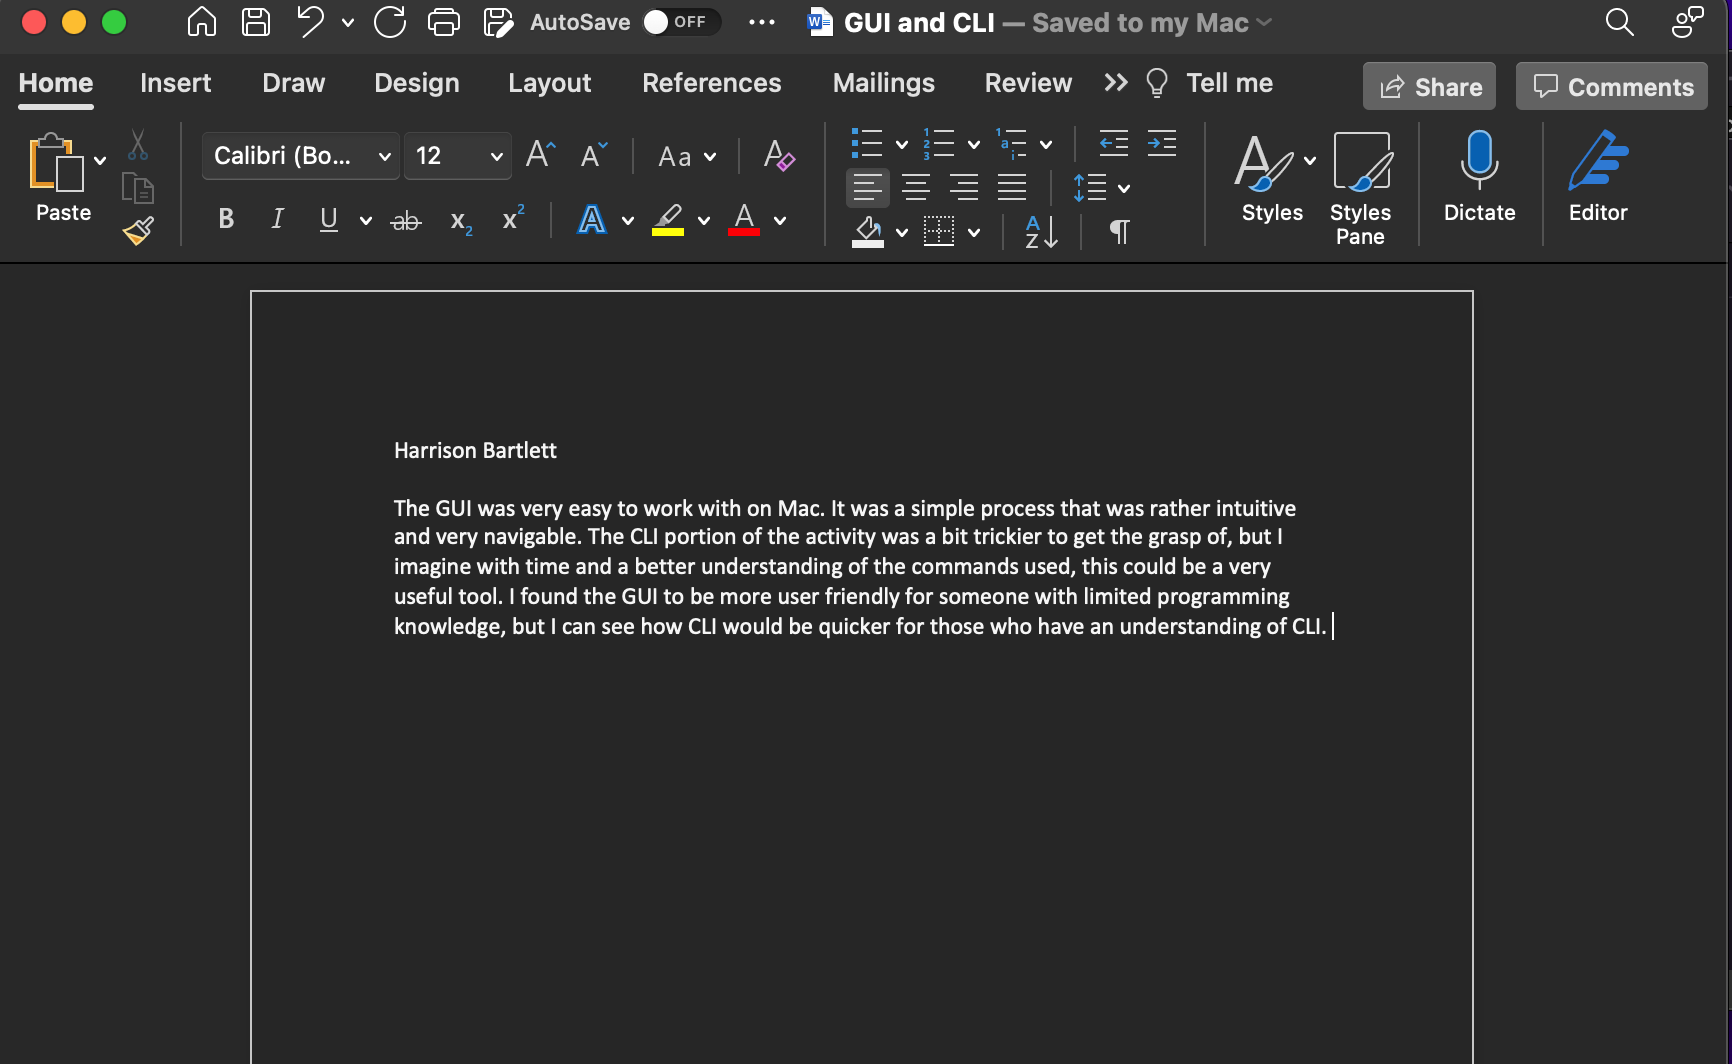 AutoSave OFF GUI and CLI — Saved to my Mac
Home Insert Draw Design Layout References Mailings Review Tell me Share Comments
Paste
Calibri (Bo... 12 Aa
B I U ab x2 x2 A A
Styles Styles Pane Dictate Editor
Harrison Bartlett
The GUI was very easy to work with on Mac. It was a simple process that was rather intuitive
and very navigable. The CLI portion of the activity was a bit trickier to get the grasp of, but I
imagine with time and a better understanding of the commands used, this could be a very
useful tool. I found the GUI to be more user friendly for someone with limited programming
knowledge, but I can see how CLI would be quicker for those who have an understanding of CLI.